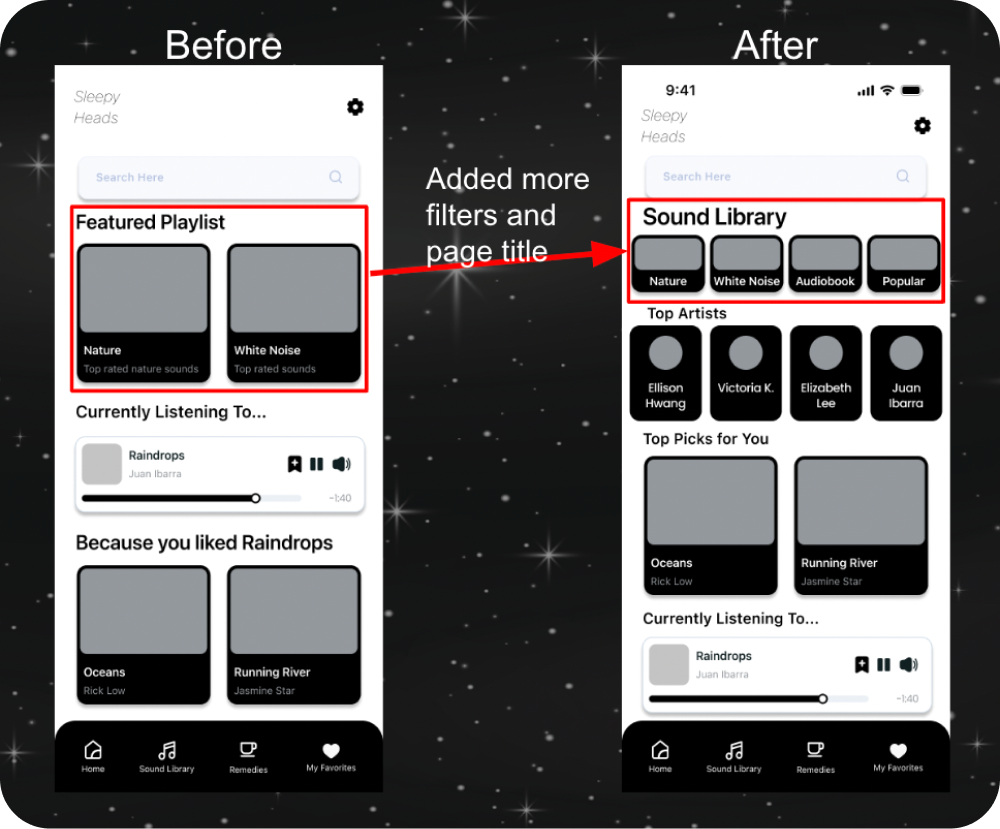 Before
Sleepy
Heads
Search Here
Featured Playlist
Nature
Top rated nature sounds
White Noise
Top rated sounds
Currently Listening To...
Raindrops
Juan Ibarra
-1:40
Because you liked Raindrops
Oceans
Rick Low
Running River
Jasmine Star
Home
Sound Library
Remedies
My Favorites
Added more
filters and
page title
After
9:41
Sleepy
Heads
Search Here
Sound Library
Nature
White Noise
Audiobook
Popular
Top Artists
Ellison
Hwang
Victoria K.
Elizabeth
Lee
Juan
Ibarra
Top Picks for You
Oceans
Rick Low
Running River
Jasmine Star
Currently Listening To...
Raindrops
Juan Ibarra
-1:40
Home
Sound Library
Remedies
My Favorites